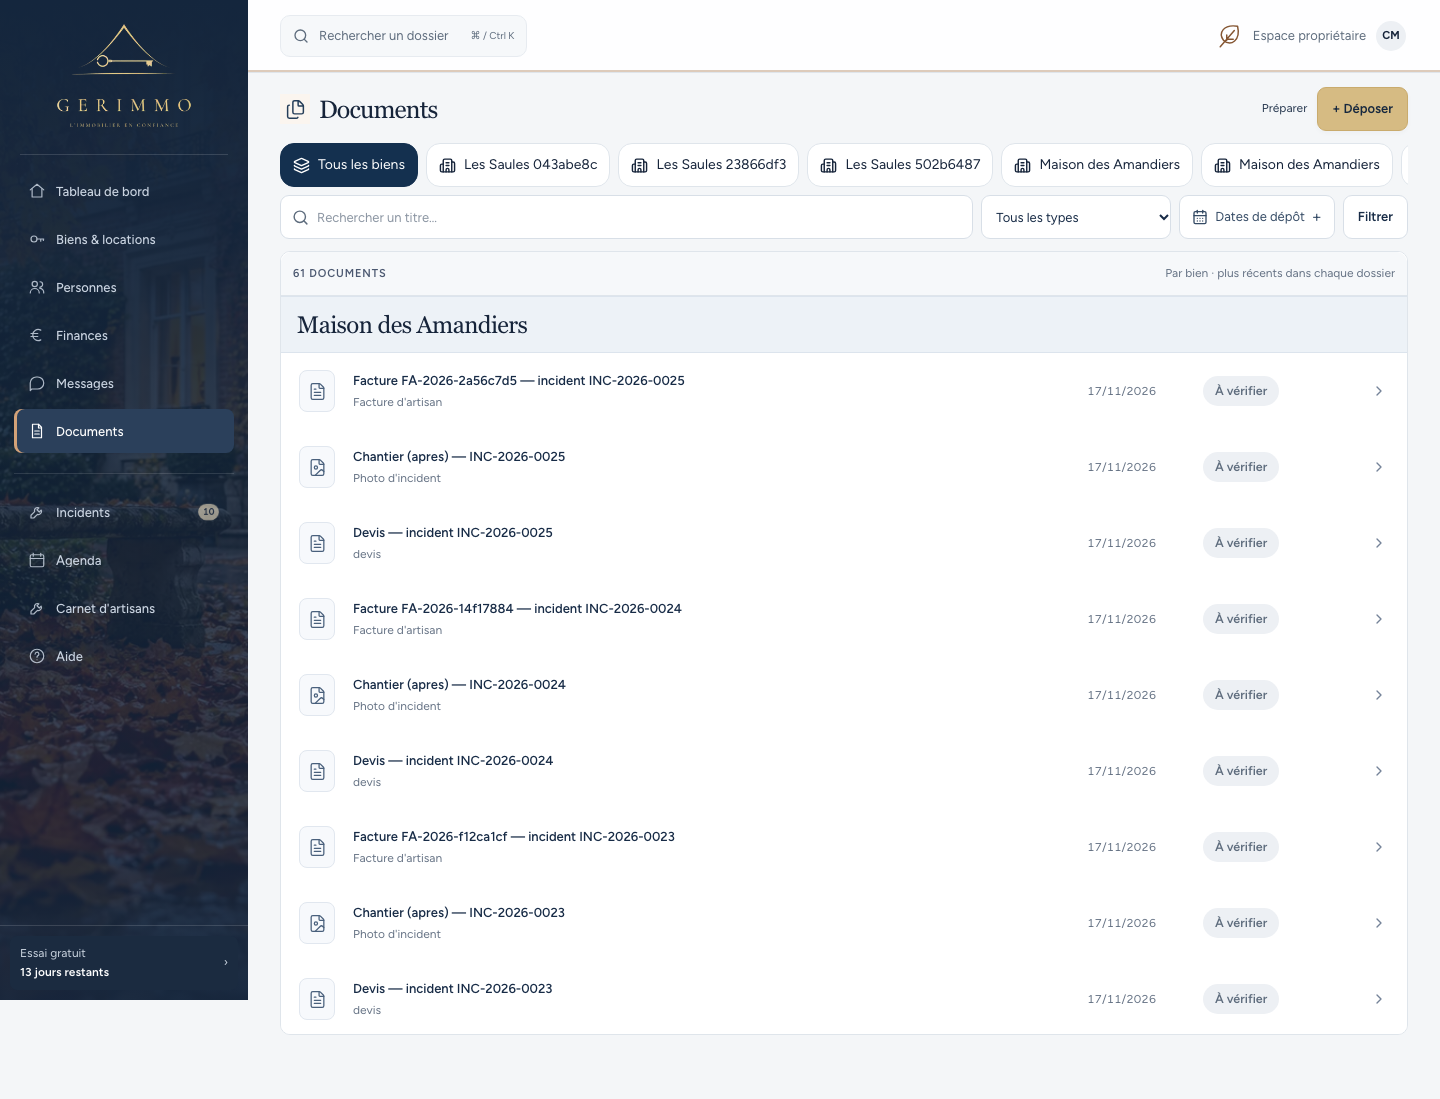 GERIMMO
L'IMMOBILIER EN CONFIANCE
Tableau de bord
Biens & locations
Personnes
Finances
Messages
Documents
Incidents 10
Agenda
Carnet d'artisans
Aide
Essai gratuit
13 jours restants
Rechercher un dossier ⌘ / Ctrl K
Espace propriétaire CM
Documents
Préparer + Déposer
Tous les biens Les Saules 043abe8c Les Saules 23866df3 Les Saules 502b6487 Maison des Amandiers Maison des Amandiers
Rechercher un titre... Tous les types Dates de dépôt + Filtrer
61 DOCUMENTS Par bien · plus récents dans chaque dossier
Maison des Amandiers
Facture FA-2026-2a56c7d5 — incident INC-2026-0025
Facture d'artisan
17/11/2026 À vérifier
Chantier (apres) — INC-2026-0025
Photo d'incident
17/11/2026 À vérifier
Devis — incident INC-2026-0025
devis
17/11/2026 À vérifier
Facture FA-2026-14f17884 — incident INC-2026-0024
Facture d'artisan
17/11/2026 À vérifier
Chantier (apres) — INC-2026-0024
Photo d'incident
17/11/2026 À vérifier
Devis — incident INC-2026-0024
devis
17/11/2026 À vérifier
Facture FA-2026-f12ca1cf — incident INC-2026-0023
Facture d'artisan
17/11/2026 À vérifier
Chantier (apres) — INC-2026-0023
Photo d'incident
17/11/2026 À vérifier
Devis — incident INC-2026-0023
devis
17/11/2026 À vérifier